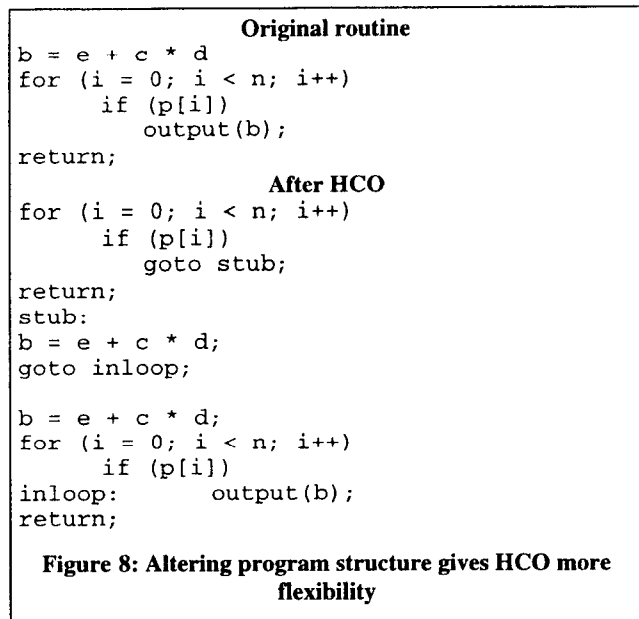 Original routine
b = e + c * d
for (i = 0; i < n; i++)
if (p[i])
output(b);
return;
After HCO
for (i = 0; i < n; i++)
if (p[i])
goto stub;
return;
stub:
b = e + c * d;
goto inloop;
b = e + c * d;
for (i = 0; i < n; i++)
if (p[i])
inloop: output(b);
return;
Figure 8: Altering program structure gives HCO more
flexibility